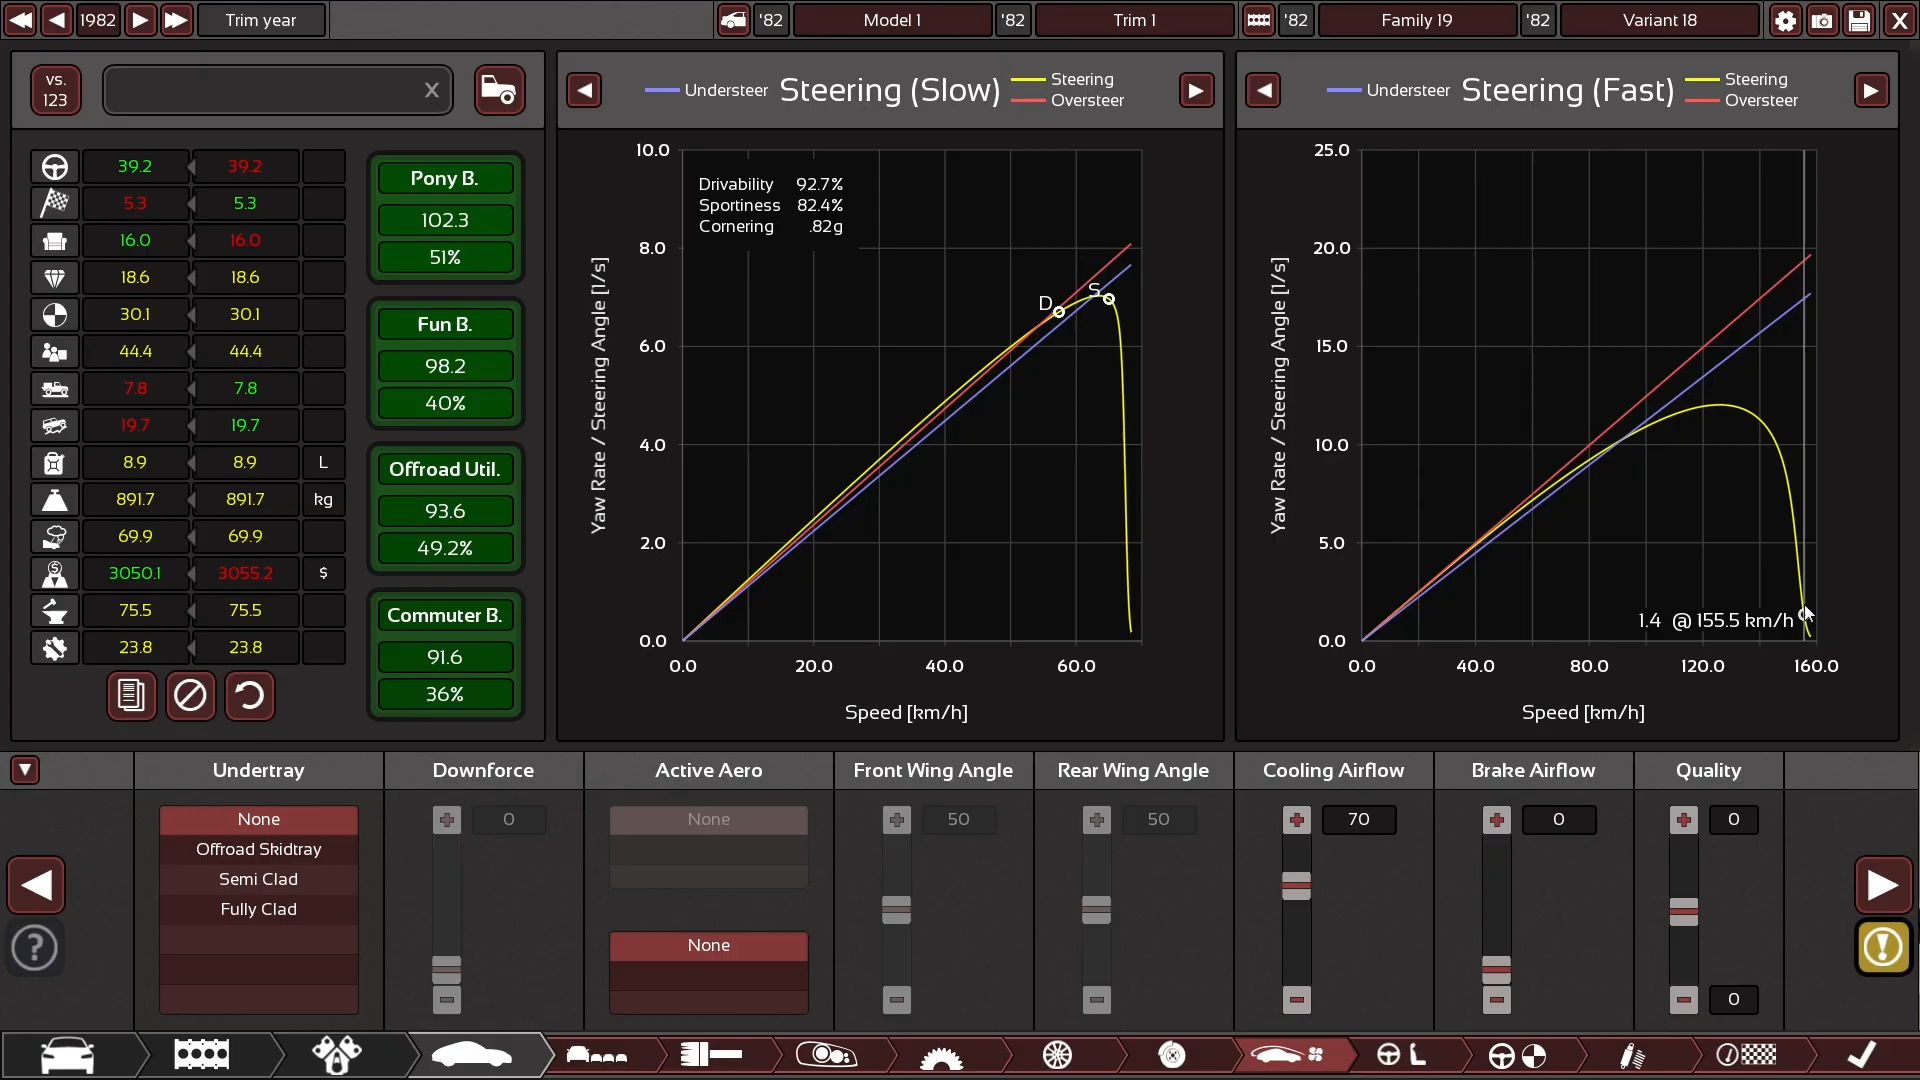 1982
Trim year
'82
Model 1
'82
Trim 1
'82
Family 19
'82
Variant 18
X
vs.
123
X
39.2 39.2
5.3 5.3
16.0 16.0
18.6 18.6
30.1 30.1
44.4 44.4
7.8 7.8
19.7 19.7
8.9 8.9 L
891.7 891.7 kg
69.9 69.9
3050.1 3055.2 $
75.5 75.5
23.8 23.8
Pony B.
102.3
51%
Fun B.
98.2
40%
Offroad Util.
93.6
49.2%
Commuter B.
91.6
36%
Understeer
Steering (Slow)
Steering
Oversteer
Drivability 92.7%
Sportiness 82.4%
Cornering .82g
D
S
Yaw Rate / Steering Angle [1/s]
10.0
8.0
6.0
4.0
2.0
0.0
0.0 20.0 40.0 60.0
Speed [km/h]
Understeer
Steering (Fast)
Steering
Oversteer
Yaw Rate / Steering Angle [1/s]
25.0
20.0
15.0
10.0
5.0
0.0
1.4 @ 155.5 km/h
0.0 40.0 80.0 120.0 160.0
Speed [km/h]
Undertray
None
Offroad Skidtray
Semi Clad
Fully Clad
Downforce
0
Active Aero
None
None
Front Wing Angle
50
Rear Wing Angle
50
Cooling Airflow
70
Brake Airflow
0
Quality
0
0
?